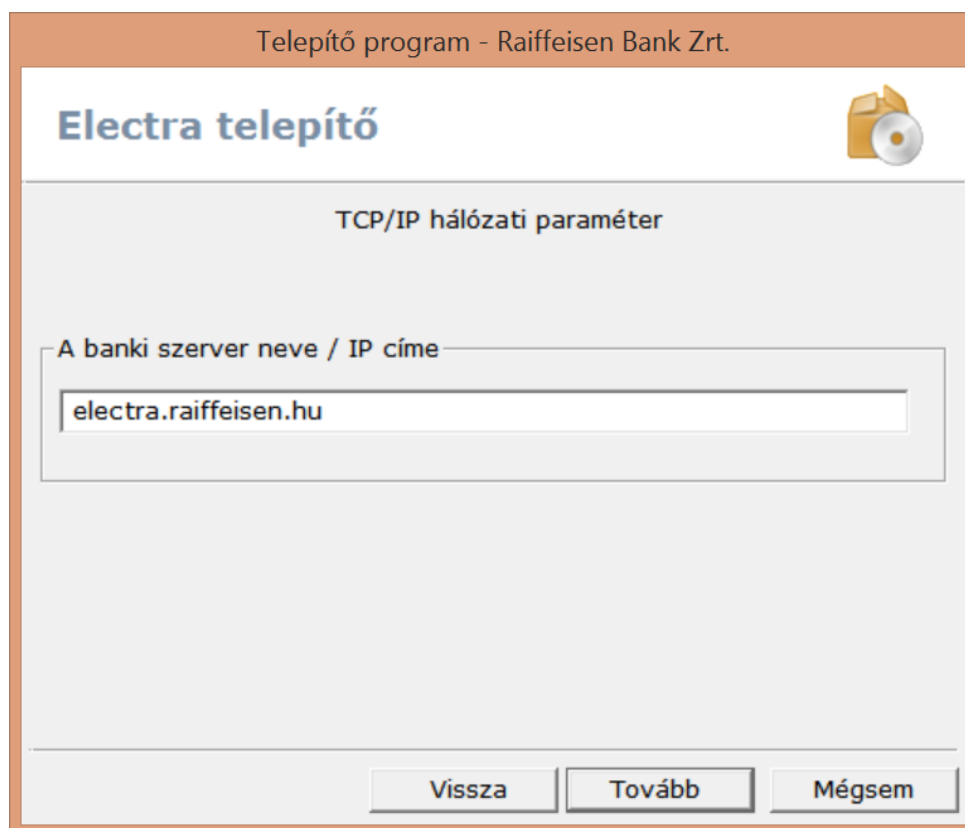 Telepítő program - Raiffeisen Bank Zrt.
Electra telepítő
TCP/IP hálózati paraméter
A banki szerver neve / IP címe
electra.raiffeisen.hu
Vissza Tovább Mégsem